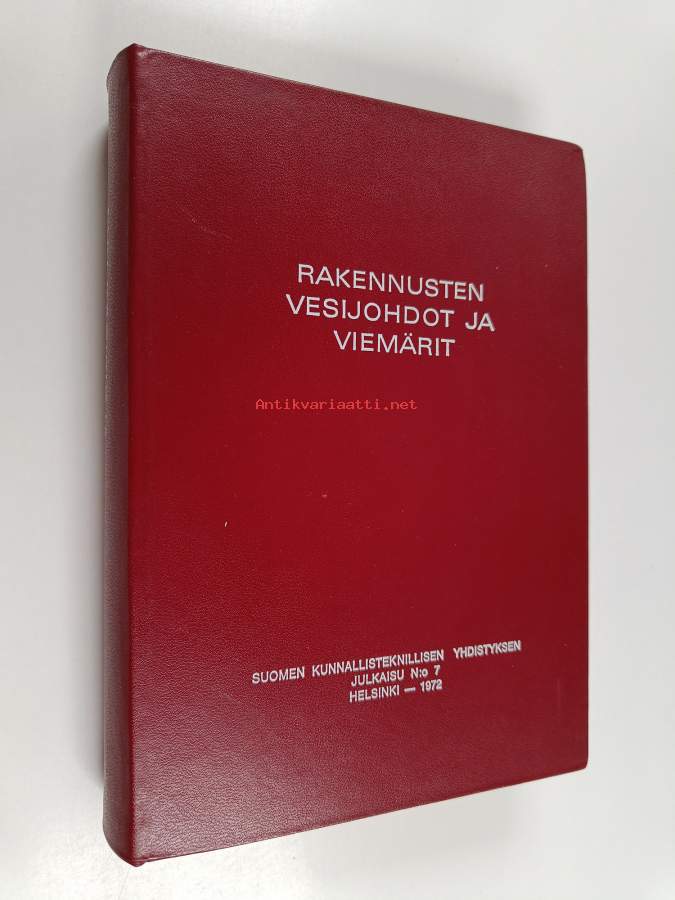 RAKENNUSTEN
VESIJOHDOT JA
VIEMÄRIT
Antikvariaatti.net
SUOMEN KUNNALLISTEKNILLISEN YHDISTYKSEN
JULKAISU N:o 7
HELSINKI — 1972